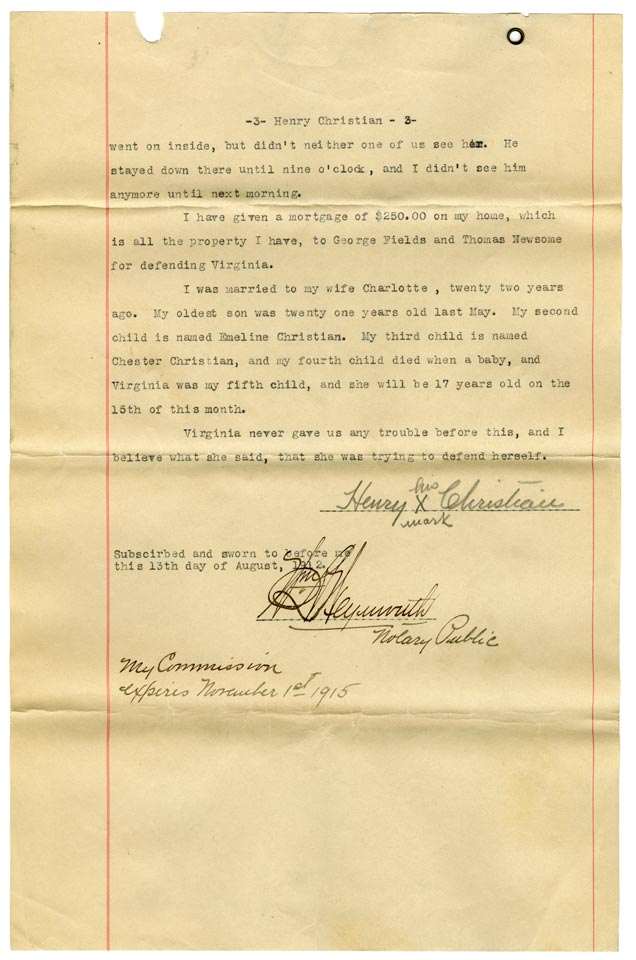 -3- Henry Christian - 3-
went on inside, but didn't neither one of us see her. He
stayed down there until nine o'clock, and I didn't see him
anymore until next morning.
I have given a mortgage of $250.00 on my home, which
is all the property I have, to George Fields and Thomas Newsome
for defending Virginia.
I was married to my wife Charlotte , twenty two years
ago. My oldest son was twenty one years old last May. My second
child is named Emeline Christian. My third child is named
Chester Christian, and my fourth child died when a baby, and
Virginia was my fifth child, and she will be 17 years old on the
15th of this month.
Virginia never gave us any trouble before this, and I
believe what she said, that she was trying to defend herself.
his
Henry X Christian
mark
Subscirbed and sworn to before me
this 13th day of August, 1912.
Notary Public
My Commission
expires November 1st 1915